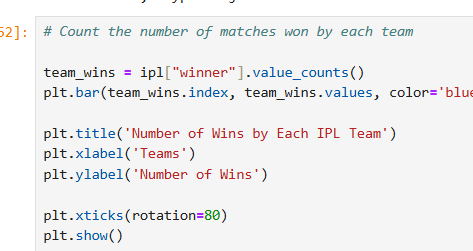 52]:
# Count the number of matches won by each team
team_wins = ipl["winner"].value_counts()
plt.bar(team_wins.index, team_wins.values, color='blue
plt.title('Number of Wins by Each IPL Team')
plt.xlabel('Teams')
plt.ylabel('Number of Wins')
plt.xticks(rotation=80)
plt.show()